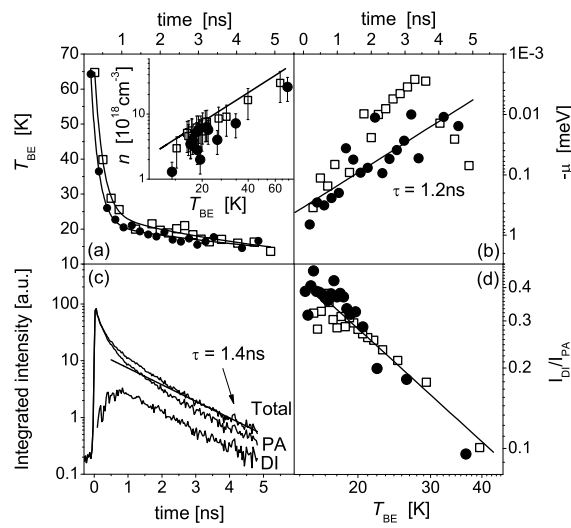 time [ns]
time [ns]
0 1 2 3 4 5
0 1 2 3 4 5
70
60
50
40
30
20
10
T_BE [K]
n [10^18 cm^-3]
10
1
20 40 60
T_BE [K]
(a)
1E-3
0.01
0.1
1
-μ [meV]
τ = 1.2ns
(b)
(c)
100
10
1
0.1
Integrated intensity [a.u.]
τ = 1.4ns
Total
PA
DI
0 1 2 3 4 5
time [ns]
(d)
0.4
0.3
0.2
0.1
I_DI/I_PA
20 30 40
T_BE [K]